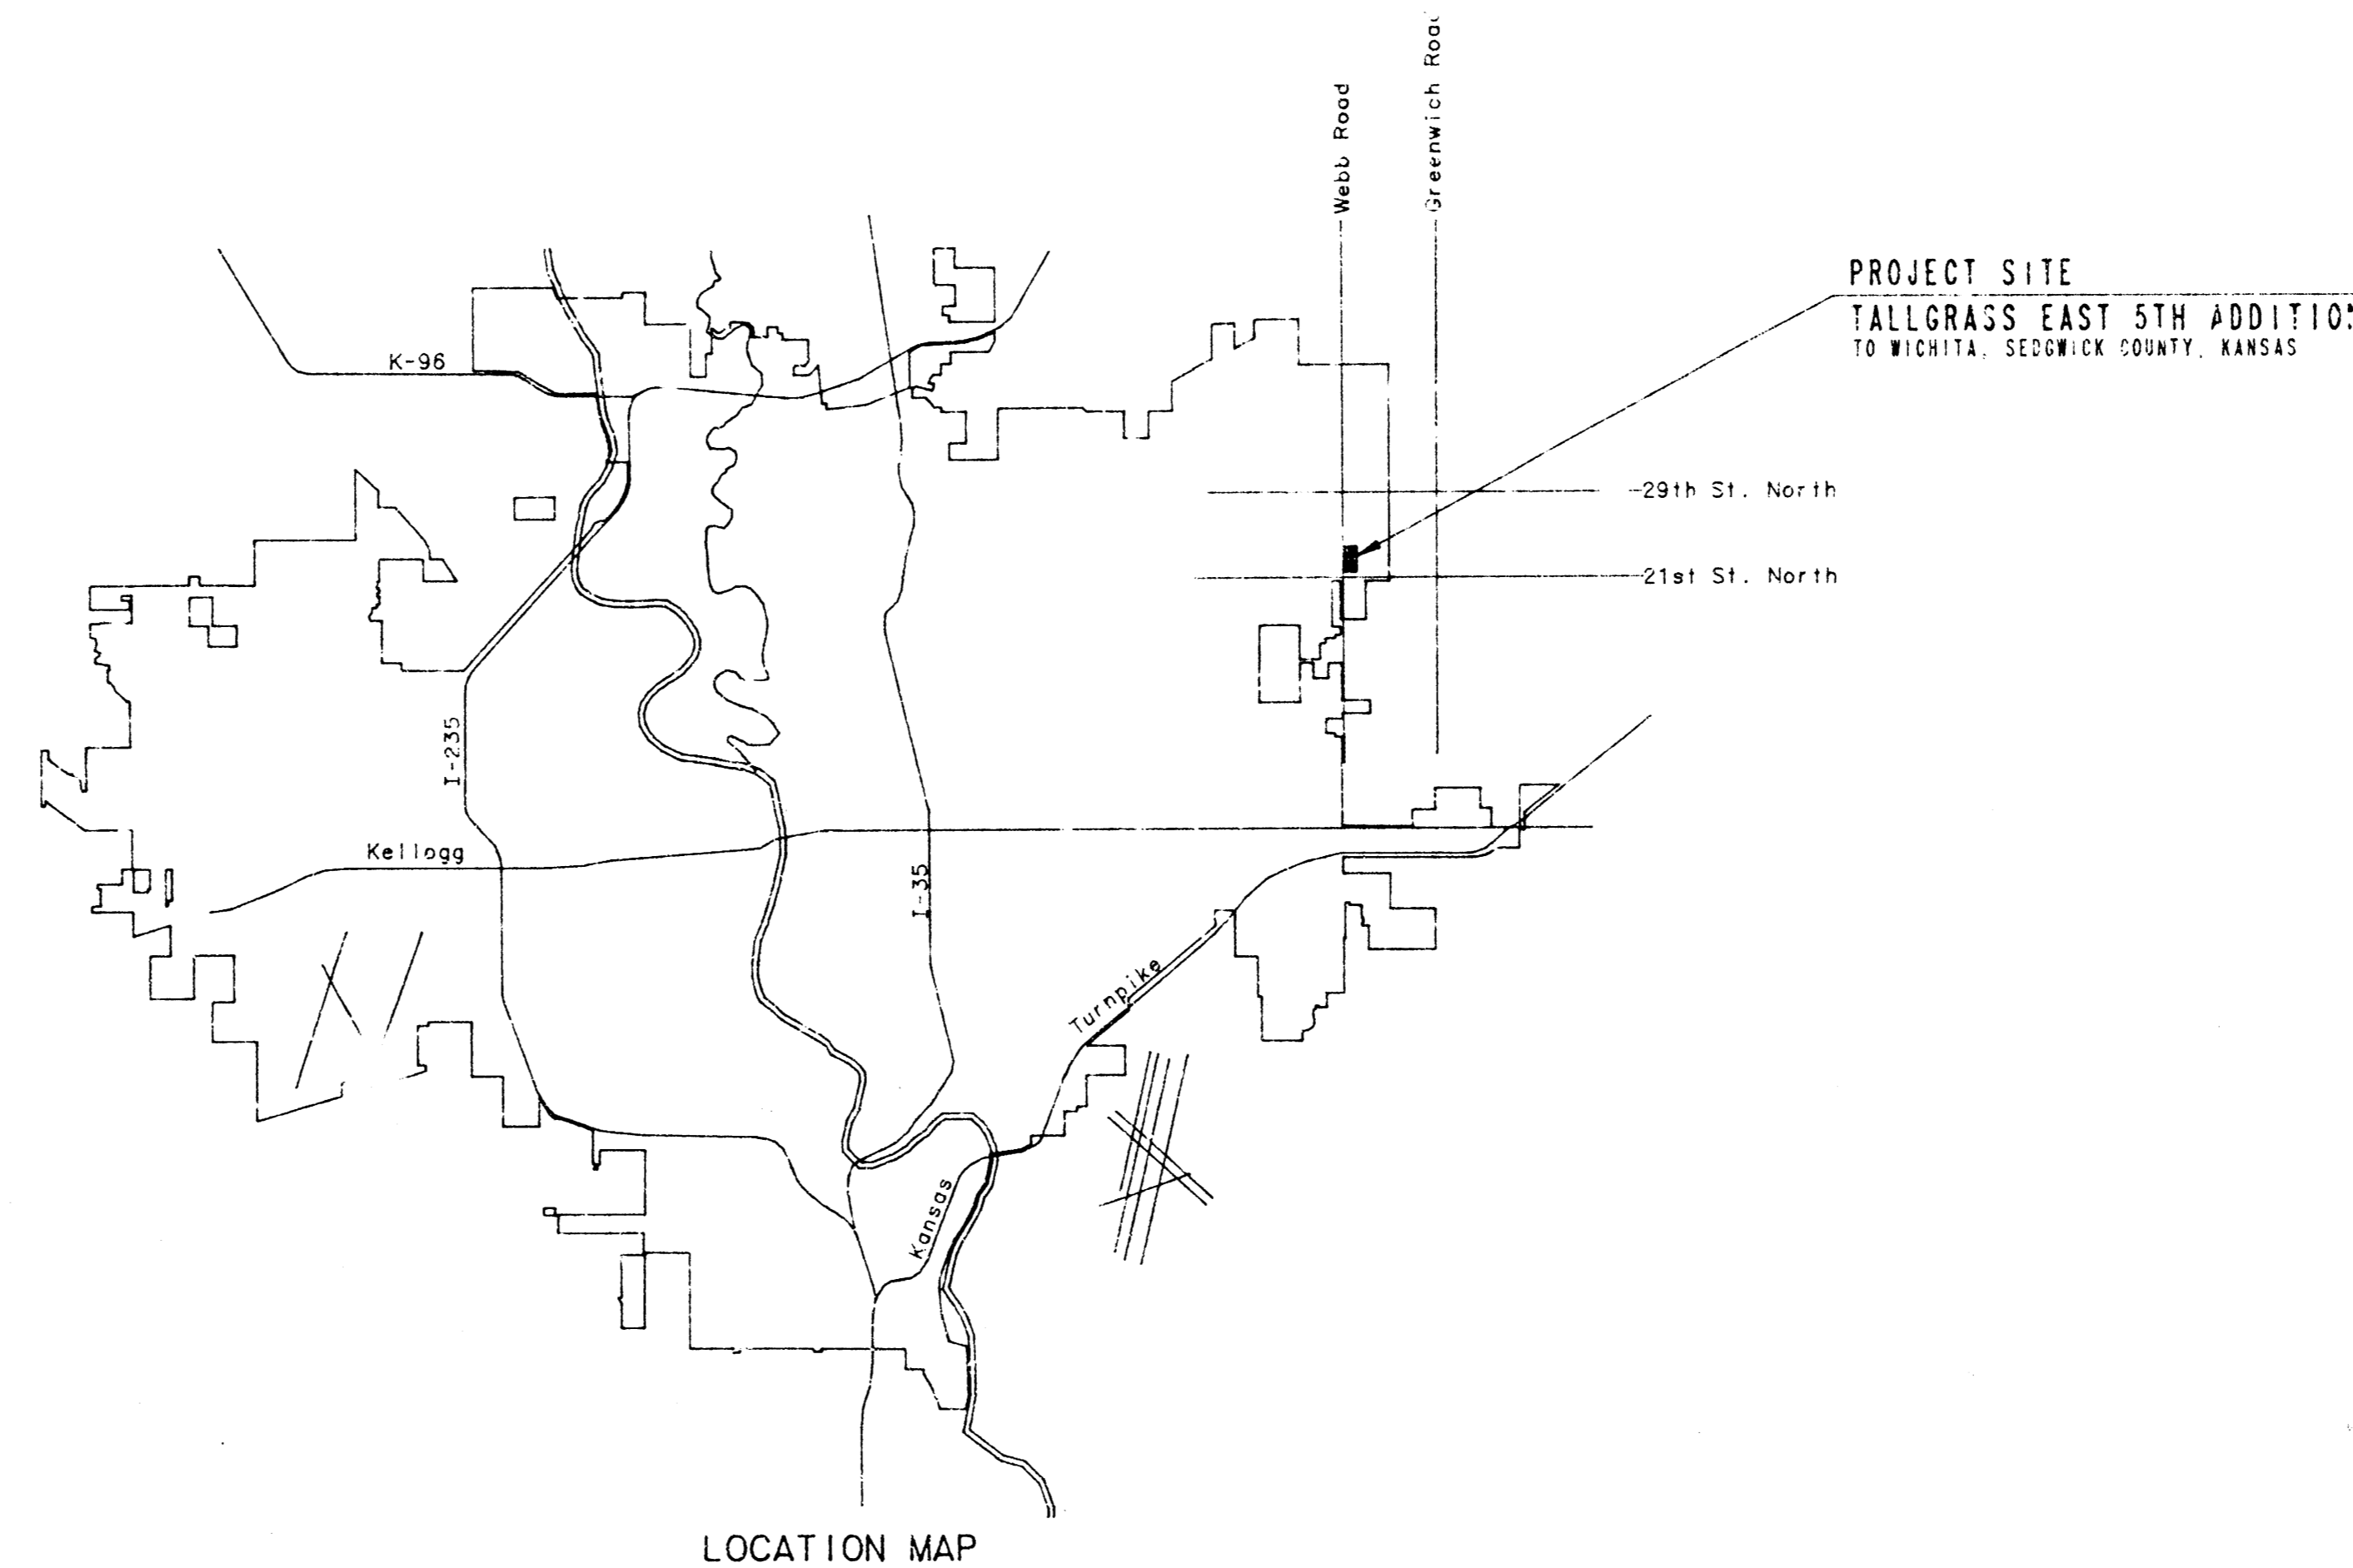 Webb Road
Greenwich Road
PROJECT SITE
TALLGRASS EAST 5TH ADDITION
TO WICHITA, SEDGWICK COUNTY, KANSAS
K-96
29th St. North
21st St. North
I-235
Kellogg
I-35
Turnpike
Kansas
LOCATION MAP